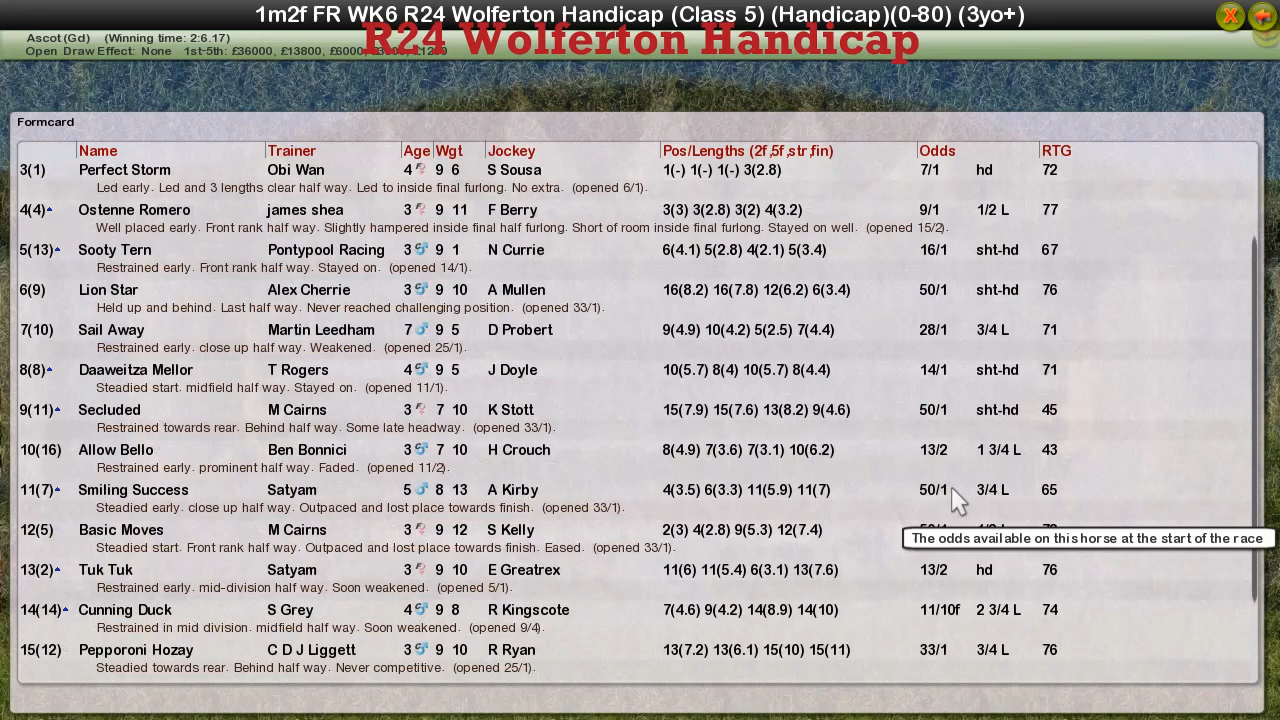 1m2f FR WK6 R24 Wolferton Handicap (Class 5) (Handicap)(0-80) (3yo+)
X
R24 Wolferton Handicap
Ascot(Gd) (Winning time: 2:6.17)
Open Draw Effect: None 1st-5th: £36000, £13800, £6000,
Formcard
Name Trainer Age Wgt Jockey Pos/Lengths (2f,5f,str,fin) Odds RTG
3(1) Perfect Storm Obi Wan 4 9 6 S Sousa 1(-) 1(-) 1(-) 3(2.8) 7/1 hd 72
Led early. Led and 3 lengths clear half way. Led to inside final furlong. No extra. (opened 6/1).
4(4) Ostenne Romero james shea 3 9 11 F Berry 3(3) 3(2.8) 3(2) 4(3.2) 9/1 1/2 L 77
Well placed early. Front rank half way. Slightly hampered inside final half furlong. Short of room inside final furlong. Stayed on well. (opened 15/2).
5(13) Sooty Tern Pontypool Racing 3 9 1 N Currie 6(4.1) 5(2.8) 4(2.1) 5(3.4) 16/1 sht-hd 67
Restrained early. Front rank half way. Stayed on. (opened 14/1).
6(9) Lion Star Alex Cherrie 3 9 10 A Mullen 16(8.2) 16(7.8) 12(6.2) 6(3.4) 50/1 sht-hd 76
Held up and behind. Last half way. Never reached challenging position. (opened 33/1).
7(10) Sail Away Martin Leedham 7 9 5 D Probert 9(4.9) 10(4.2) 5(2.5) 7(4.4) 28/1 3/4 L 71
Restrained early. close up half way. Weakened. (opened 25/1).
8(8) Daaweitza Mellor T Rogers 4 9 5 J Doyle 10(5.7) 8(4) 10(5.7) 8(4.4) 14/1 sht-hd 71
Steadied start. midfield half way. Stayed on. (opened 11/1).
9(11) Secluded M Cairns 3 7 10 K Stott 15(7.9) 15(7.6) 13(8.2) 9(4.6) 50/1 sht-hd 45
Restrained towards rear. Behind half way. Some late headway. (opened 33/1).
10(16) Allow Bello Ben Bonnici 3 7 10 H Crouch 8(4.9) 7(3.6) 7(3.1) 10(6.2) 13/2 1 3/4 L 43
Restrained early. prominent half way. Faded. (opened 11/2).
11(7) Smiling Success Satyam 5 8 13 A Kirby 4(3.5) 6(3.3) 11(5.9) 11(7) 50/1 3/4 L 65
Steadied early. close up half way. Outpaced and lost place towards finish. (opened 33/1).
12(5) Basic Moves M Cairns 3 9 12 S Kelly 2(3) 4(2.8) 9(5.3) 12(7.4)
Steadied start. Front rank half way. Outpaced and lost place towards finish. Eased. (opened 33/1).
The odds available on this horse at the start of the race
13(2) Tuk Tuk Satyam 3 9 10 E Greatrex 11(6) 11(5.4) 6(3.1) 13(7.6) 13/2 hd 76
Restrained early. mid-division half way. Soon weakened. (opened 5/1).
14(14) Cunning Duck S Grey 4 9 8 R Kingscote 7(4.6) 9(4.2) 14(8.9) 14(10) 11/10f 2 3/4 L 74
Restrained in mid division. midfield half way. Soon weakened. (opened 9/4).
15(12) Pepporoni Hozay C D J Liggett 3 9 10 R Ryan 13(7.2) 13(6.1) 15(10) 15(11) 33/1 3/4 L 76
Steadied towards rear. Behind half way. Never competitive. (opened 25/1).